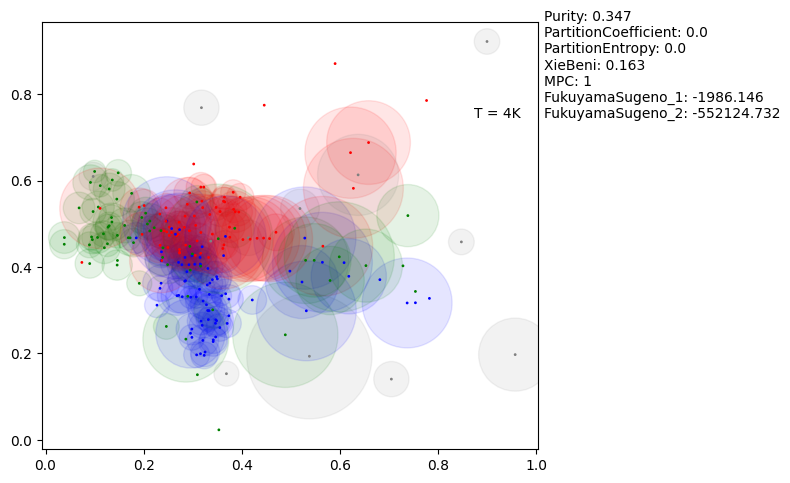 Purity: 0.347
PartitionCoefficient: 0.0
PartitionEntropy: 0.0
XieBeni: 0.163
MPC: 1
FukuyamaSugeno_1: -1986.146
FukuyamaSugeno_2: -552124.732
T = 4K
0.8
0.6
0.4
0.2
0.0
0.0 0.2 0.4 0.6 0.8 1.0